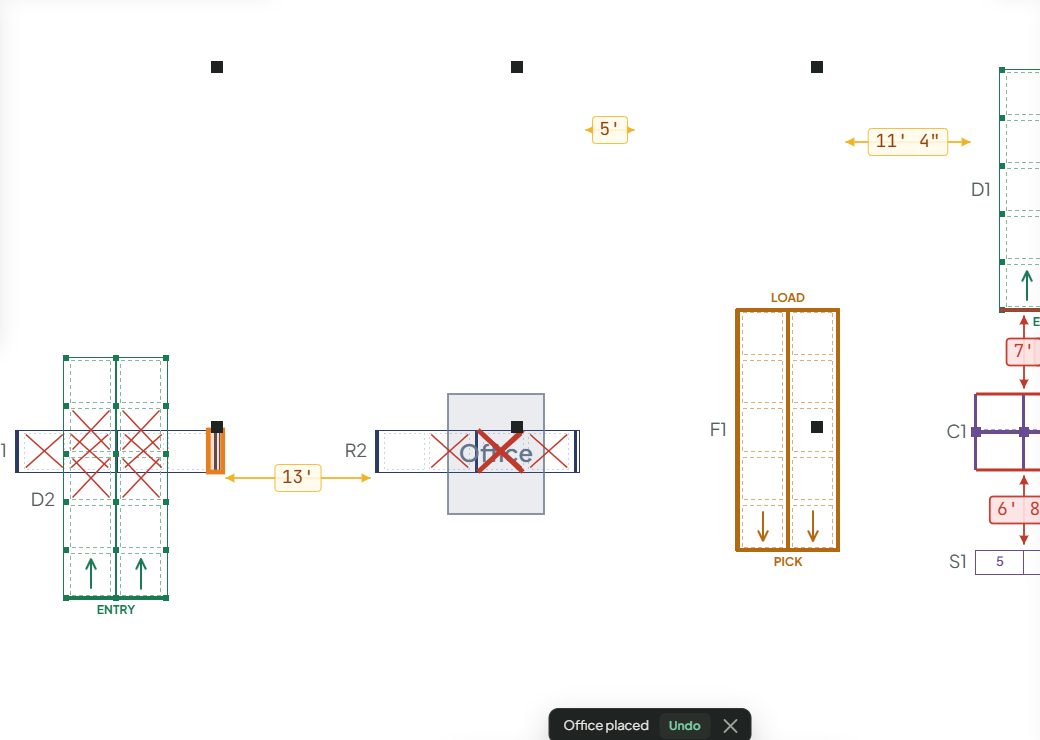 5'
11' 4"
D1
LOAD
E
7'
F1
C1
1
R2
Office
13'
D2
6' 8
PICK
S1
5
ENTRY
Office placed
Undo